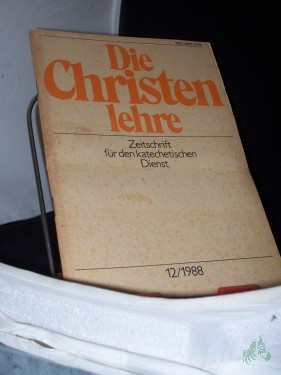 Die
Christen
lehre
Zeitschrift
für den katechetischen
Dienst
12/1988